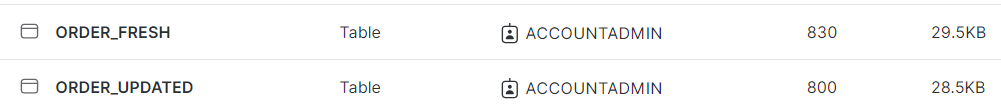 ORDER_FRESH Table ACCOUNTADMIN 830 29.5KB
ORDER_UPDATED Table ACCOUNTADMIN 800 28.5KB